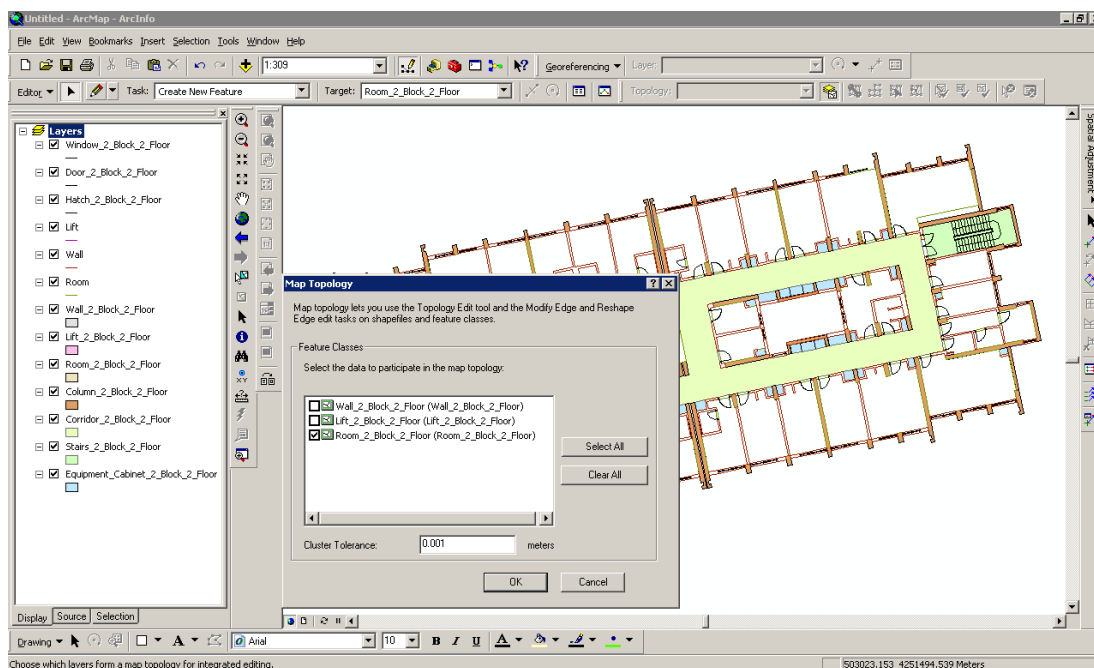 Untitled - ArcMap - ArcInfo
File Edit View Bookmarks Insert Selection Tools Window Help
1:309
Georeferencing
Layer:
Editor
Task:
Create New Feature
Target:
Room_2_Block_2_Floor
Topology:
Layers
Window_2_Block_2_Floor
Door_2_Block_2_Floor
Hatch_2_Block_2_Floor
Lift
Wall
Room
Wall_2_Block_2_Floor
Lift_2_Block_2_Floor
Room_2_Block_2_Floor
Column_2_Block_2_Floor
Corridor_2_Block_2_Floor
Stairs_2_Block_2_Floor
Equipment_Cabinet_2_Block_2_Floor
Display Source Selection
XY
Spatial Adjustment
Map Topology
Map topology lets you use the Topology Edit tool and the Modify Edge and Reshape
Edge edit tasks on shapefiles and feature classes.
Feature Classes
Select the data to participate in the map topology:
Wall_2_Block_2_Floor (Wall_2_Block_2_Floor)
Lift_2_Block_2_Floor (Lift_2_Block_2_Floor)
Room_2_Block_2_Floor (Room_2_Block_2_Floor)
Select All
Clear All
Cluster Tolerance:
0.001
meters
OK
Cancel
Drawing
A
Arial
10
B I U A
Choose which layers form a map topology for integrated editing.
503023.153 4251494.539 Meters